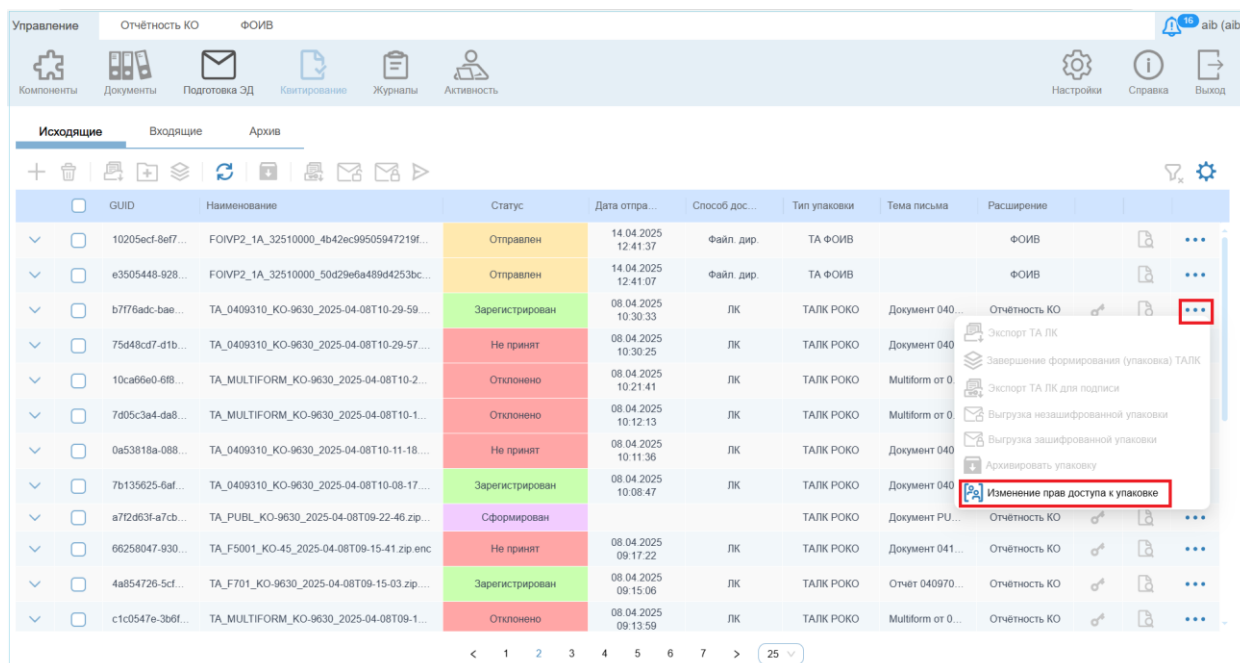 Управление Отчётность КО ФОИВ 16 aib (aib
Компоненты Документы Подготовка ЭД Квитирование Журналы Активность Настройки Справка Выход
Исходящие Входящие Архив
GUID Наименование Статус Дата отпра... Способ дос... Тип упаковки Тема письма Расширение
10205ecf-8ef7... FOIVP2_1A_32510000_4b42ec99505947219f... Отправлен 14.04.2025 12:41:37 Файл. дир. ТА ФОИВ ФОИВ
e3505448-928... FOIVP2_1A_32510000_50d29e6a489d4253bc... Отправлен 14.04.2025 12:41:07 Файл. дир. ТА ФОИВ ФОИВ
b7f76adc-bae... TA_0409310_KO-9630_2025-04-08T10-29-59.... Зарегистрирован 08.04.2025 10:30:33 ЛК ТАЛК РОКО Документ 040... Отчётность КО
75d48cd7-d1b... TA_0409310_KO-9630_2025-04-08T10-29-57.... Не принят 08.04.2025 10:30:25 ЛК ТАЛК РОКО Документ 040
10ca66e0-6f8... TA_MULTIFORM_KO-9630_2025-04-08T10-2... Отклонено 08.04.2025 10:21:41 ЛК ТАЛК РОКО Multiform от 0.
7d05c3a4-da8... TA_MULTIFORM_KO-9630_2025-04-08T10-1... Отклонено 08.04.2025 10:12:13 ЛК ТАЛК РОКО Multiform от 0.
0a53818a-088... TA_0409310_KO-9630_2025-04-08T10-11-18.... Не принят 08.04.2025 10:11:36 ЛК ТАЛК РОКО Документ 040
7b135625-6af... TA_0409310_KO-9630_2025-04-08T10-08-17.... Зарегистрирован 08.04.2025 10:08:47 ЛК ТАЛК РОКО Документ 040
Экспорт ТА ЛК
Завершение формирования (упаковка) ТАЛК
Экспорт ТА ЛК для подписи
Выгрузка незашифрованной упаковки
Выгрузка зашифрованной упаковки
Архивировать упаковку
Изменение прав доступа к упаковке
a7f2d63f-a7cb... TA_PUBL_KO-9630_2025-04-08T09-22-46.zip... Сформирован ТАЛК РОКО Документ PU... Отчётность КО
66258047-930... TA_F5001_KO-45_2025-04-08T09-15-41.zip.enc Не принят 08.04.2025 09:17:22 ЛК ТАЛК РОКО Документ 041... Отчётность КО
4a854726-5cf... TA_F701_KO-9630_2025-04-08T09-15-03.zip.... Зарегистрирован 08.04.2025 09:15:06 ЛК ТАЛК РОКО Отчёт 040970... Отчётность КО
c1c0547e-3b6f... TA_MULTIFORM_KO-9630_2025-04-08T09-1... Отклонено 08.04.2025 09:13:59 ЛК ТАЛК РОКО Multiform от 0... Отчётность КО
< 1 2 3 4 5 6 7 > 25